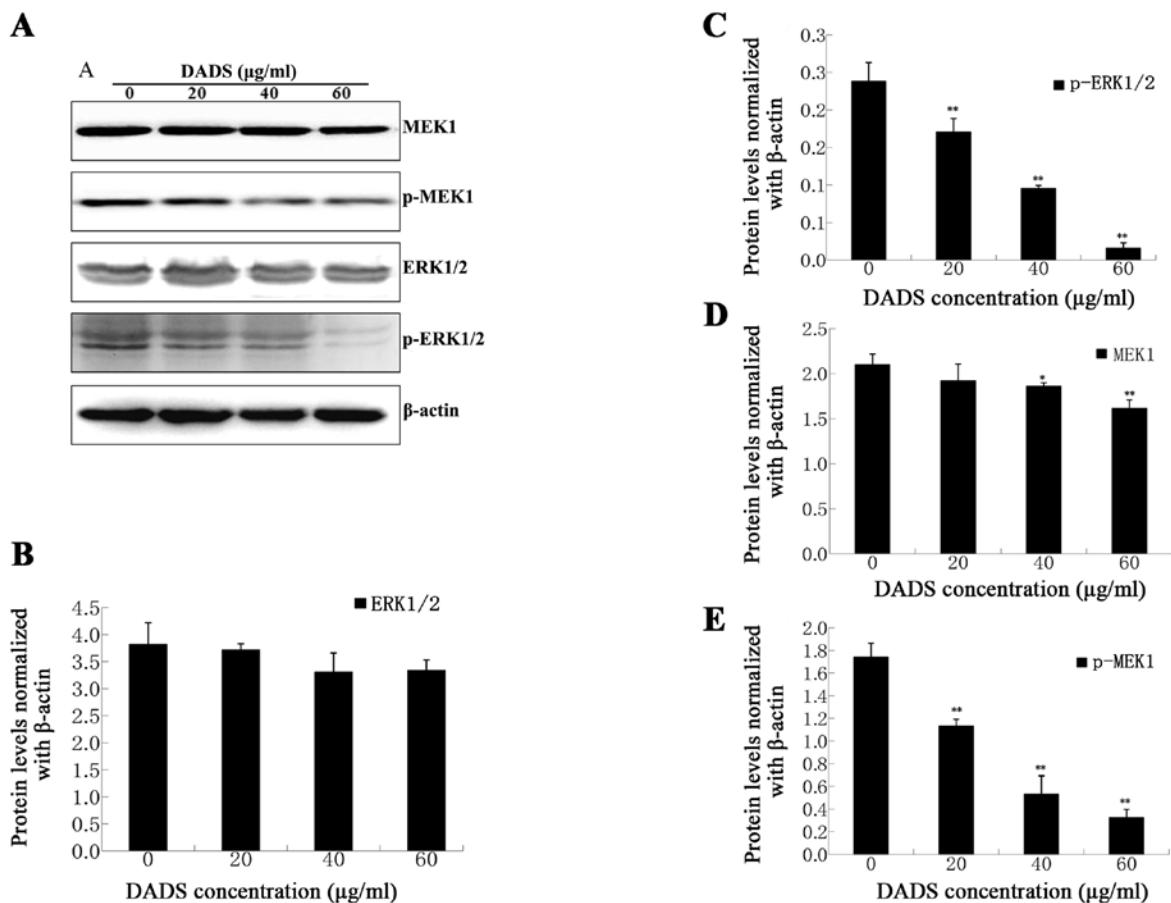 A
A
DADS (µg/ml)
0 20 40 60
MEK1
p-MEK1
ERK1/2
p-ERK1/2
β-actin
B
ERK1/2
Protein levels normalized
with β-actin
4.5
4.0
3.5
3.0
2.5
2.0
1.5
1.0
0.5
0.0
0 20 40 60
DADS concentration (µg/ml)
C
p-ERK1/2
Protein levels normalized
with β-actin
0.3
0.3
0.2
0.2
0.1
0.1
0.0
**
**
**
0 20 40 60
DADS concentration (µg/ml)
D
MEK1
Protein levels normalized
with β-actin
2.5
2.0
1.5
1.0
0.5
0.0
*
**
0 20 40 60
DADS concentration (µg/ml)
E
p-MEK1
Protein levels normalized
with β-actin
2.0
1.8
1.6
1.4
1.2
1.0
0.8
0.6
0.4
0.2
0.0
**
**
**
0 20 40 60
DADS concentration (µg/ml)